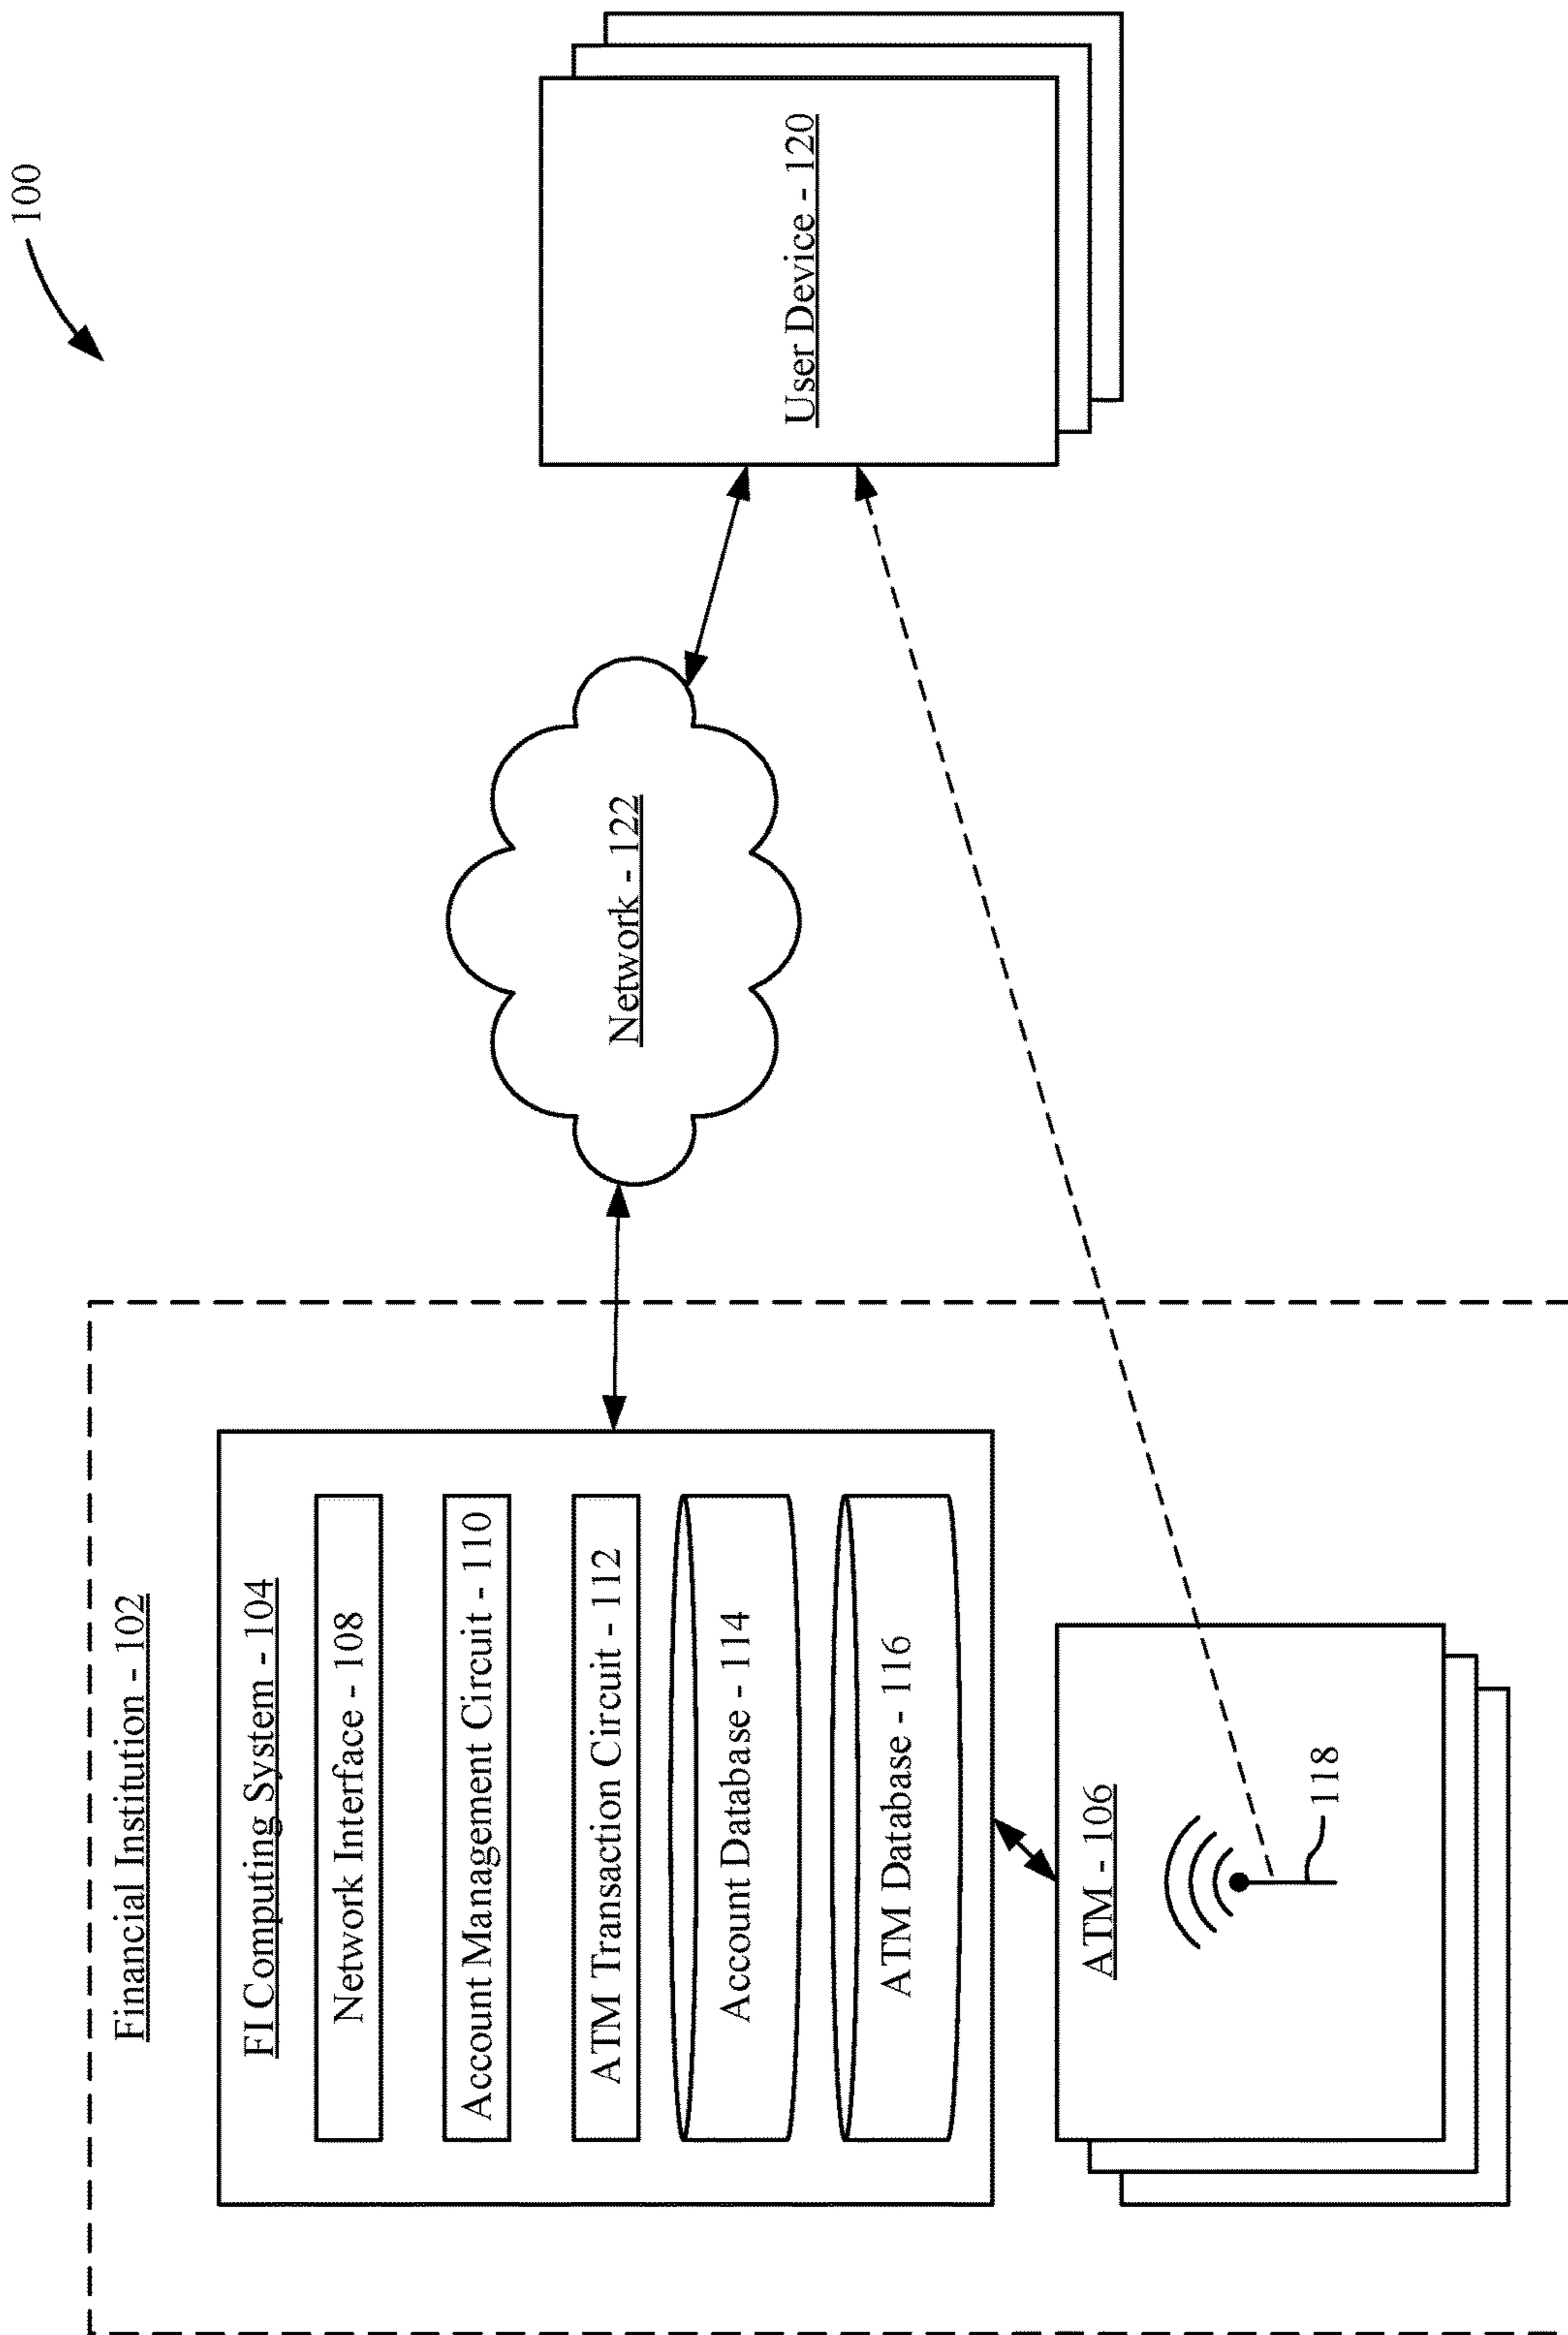 100
Financial Institution - 102
FI Computing System - 104
Network Interface - 108
Account Management Circuit - 110
ATM Transaction Circuit - 112
Account Database - 114
ATM Database - 116
ATM - 106
118
Network - 122
User Device - 120